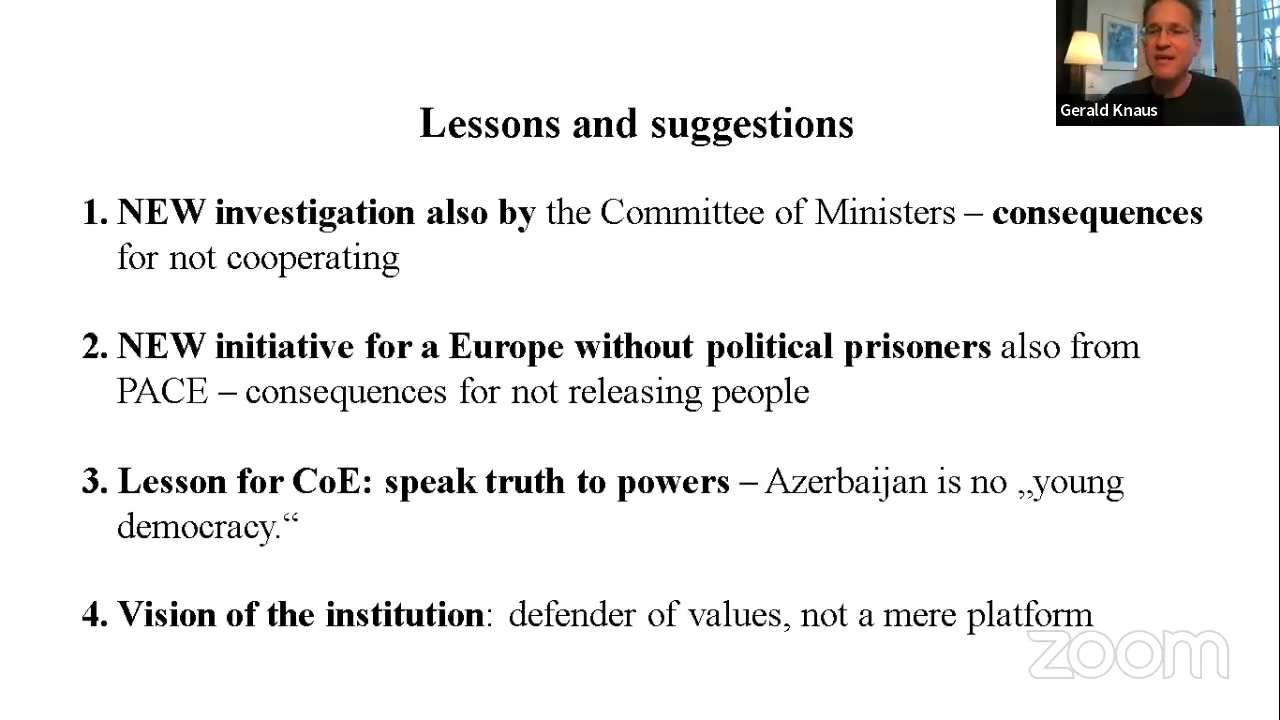 Gerald Knaus
Lessons and suggestions
1. NEW investigation also by the Committee of Ministers – consequences
for not cooperating
2. NEW initiative for a Europe without political prisoners also from
PACE – consequences for not releasing people
3. Lesson for CoE: speak truth to powers – Azerbaijan is no „young
democracy.“
4. Vision of the institution: defender of values, not a mere platform
zoom